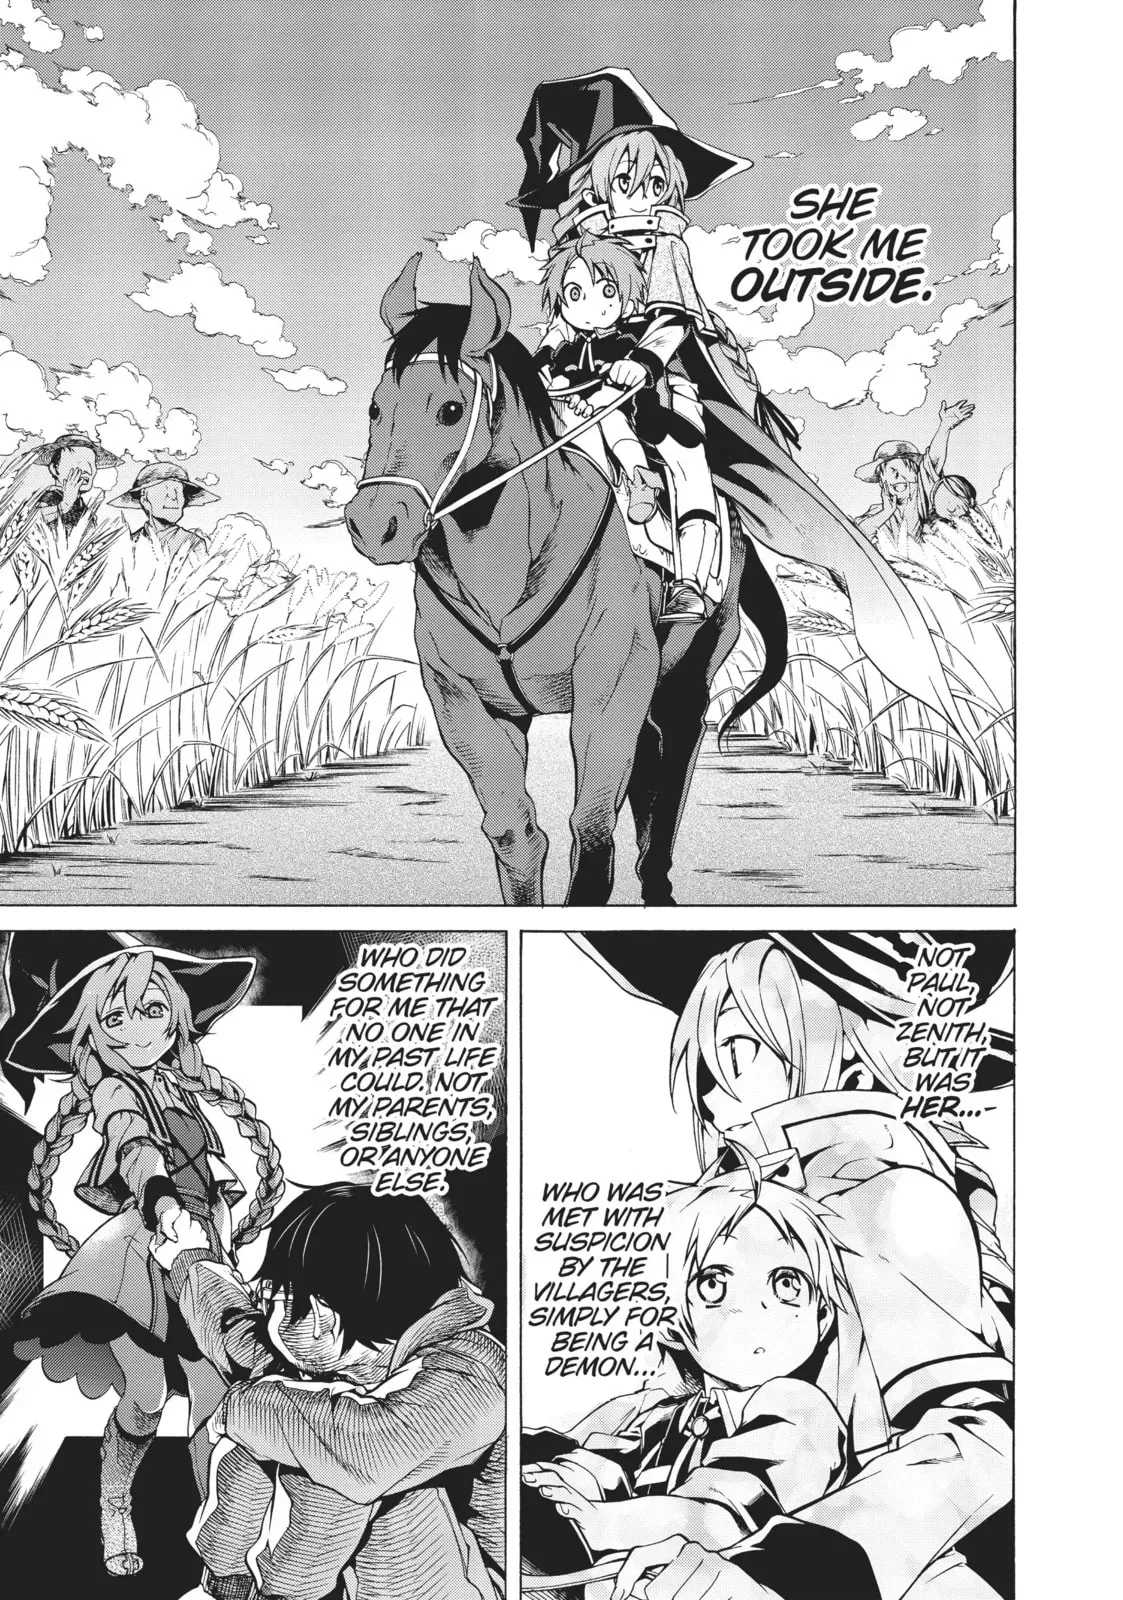 SHE
TOOK ME
OUTSIDE.
NOT
PAUL,
NOT
ZENITH,
BUT IT
WAS
HER...
WHO WAS
MET WITH
SUSPICION
BY THE
VILLAGERS,
SIMPLY FOR
BEING A
DEMON...
WHO DID
SOMETHING
FOR ME THAT
NO ONE IN
MY PAST LIFE
COULD. NOT
MY PARENTS,
SIBLINGS,
OR ANYONE
ELSE.